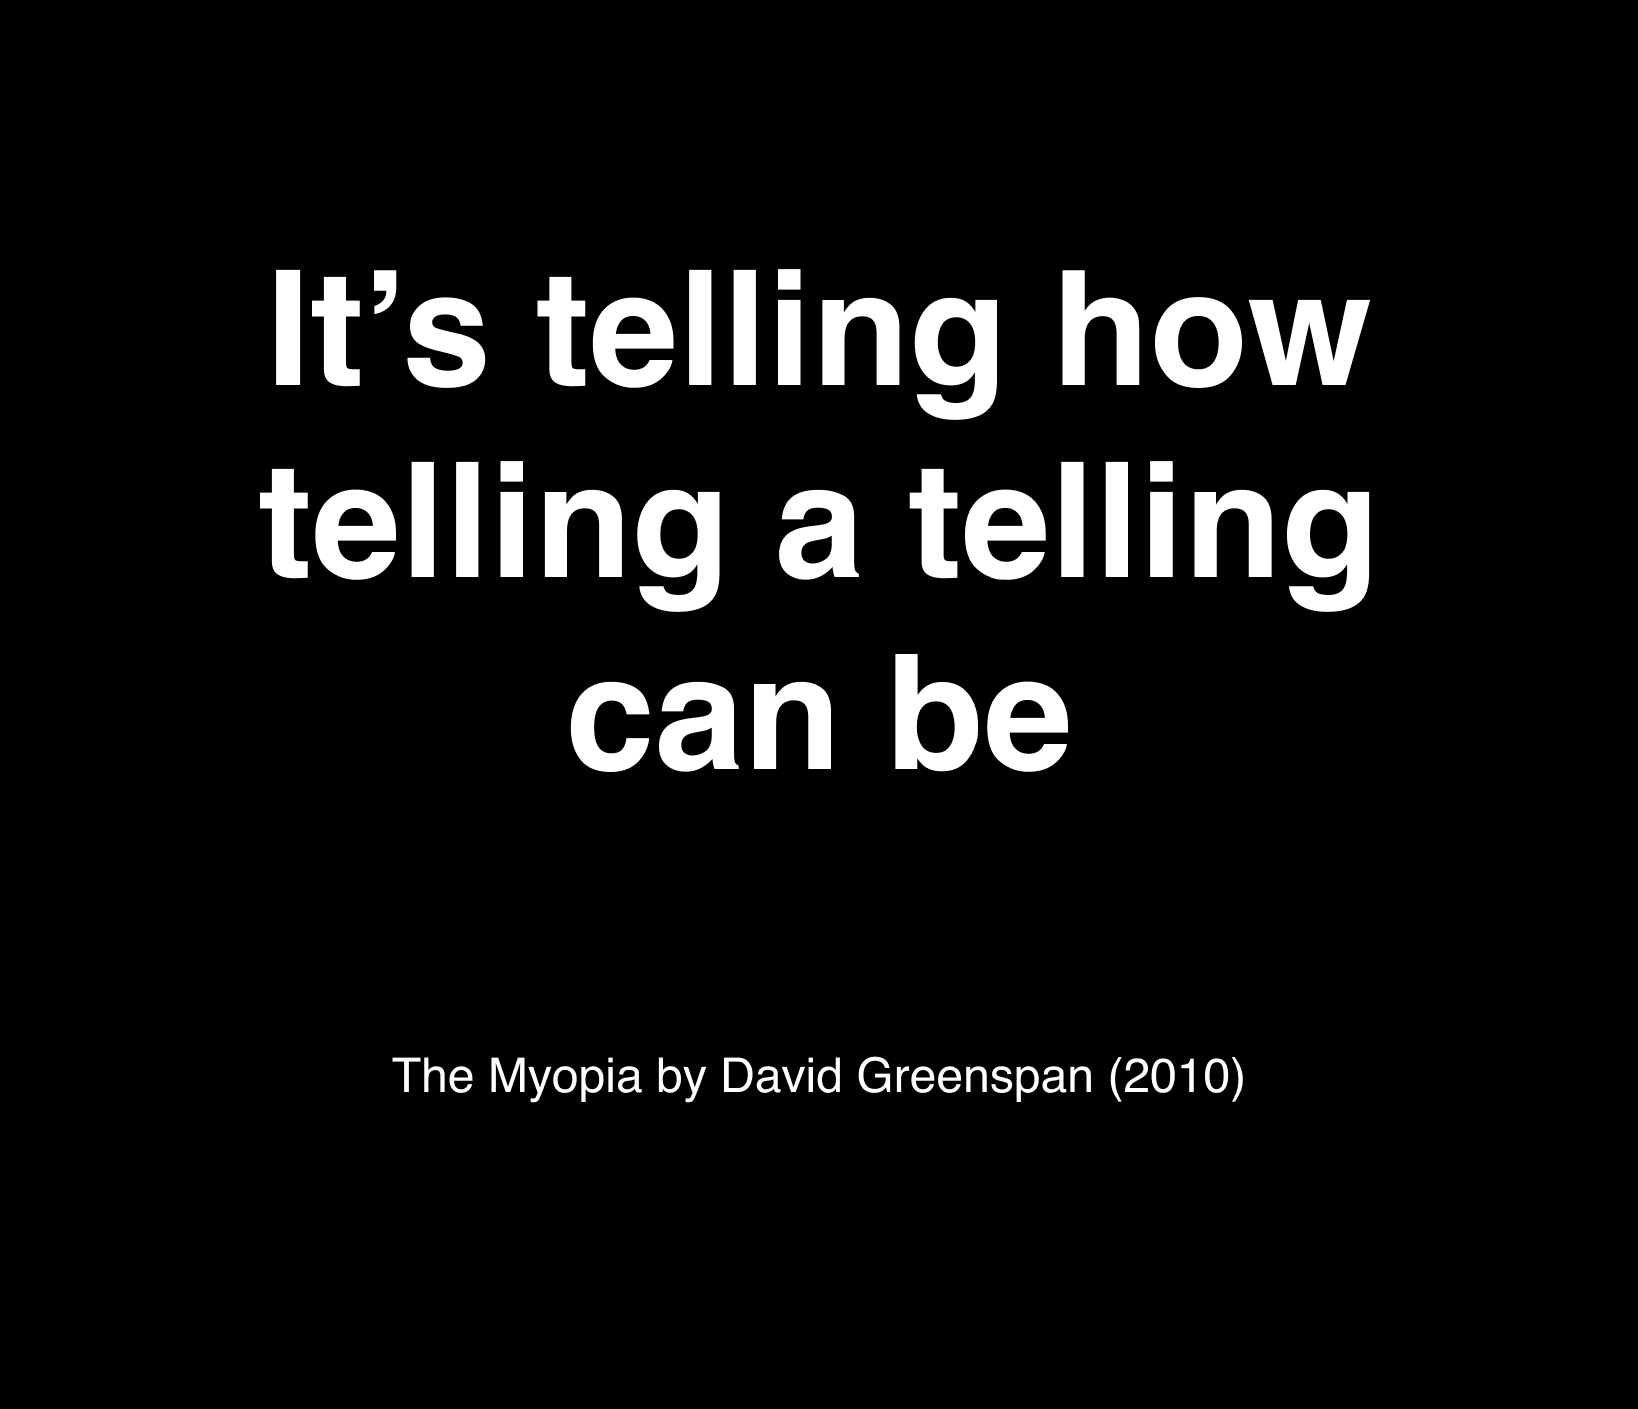 It’s telling how
telling a telling
can be
The Myopia by David Greenspan (2010)